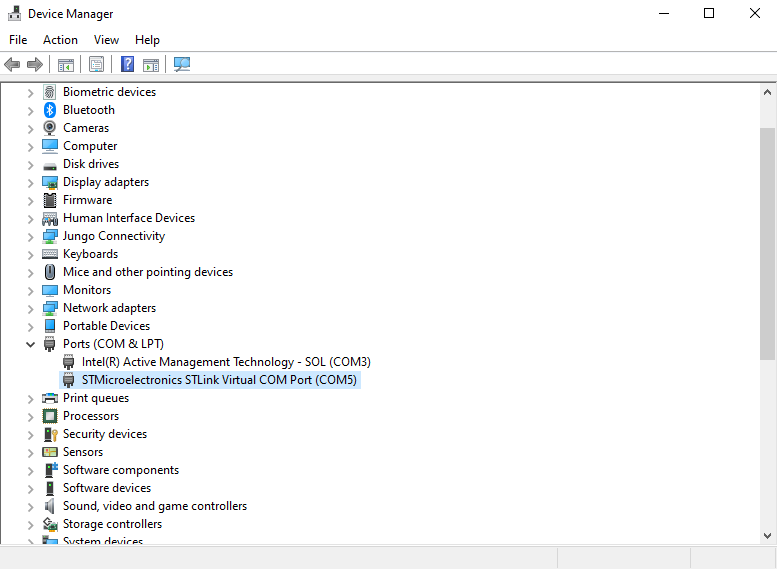 Device Manager
File Action View Help
Biometric devices
Bluetooth
Cameras
Computer
Disk drives
Display adapters
Firmware
Human Interface Devices
Jungo Connectivity
Keyboards
Mice and other pointing devices
Monitors
Network adapters
Portable Devices
Ports (COM & LPT)
Intel(R) Active Management Technology - SOL (COM3)
STMicroelectronics STLink Virtual COM Port (COM5)
Print queues
Processors
Security devices
Sensors
Software components
Software devices
Sound, video and game controllers
Storage controllers
System devices